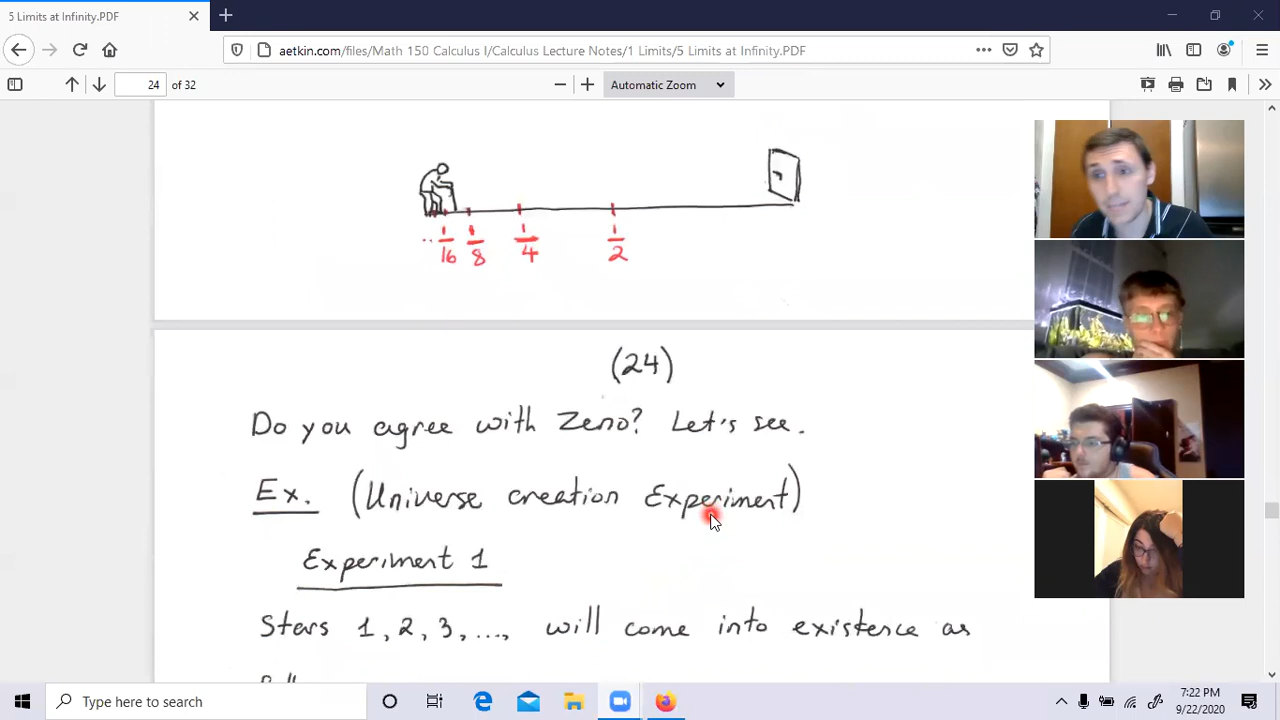 5 Limits at Infinity.PDF
aetkin.com/files/Math 150 Calculus I/Calculus Lecture Notes/1 Limits/5 Limits at Infinity.PDF
24 of 32
Automatic Zoom
... 1/16 1/8 1/4 1/2
(24)
Do you agree with Zeno? Let's see.
Ex. (Universe creation Experiment)
Experiment 1
Stars 1, 2, 3, ..., will come into existence as
Type here to search
7:22 PM
9/22/2020